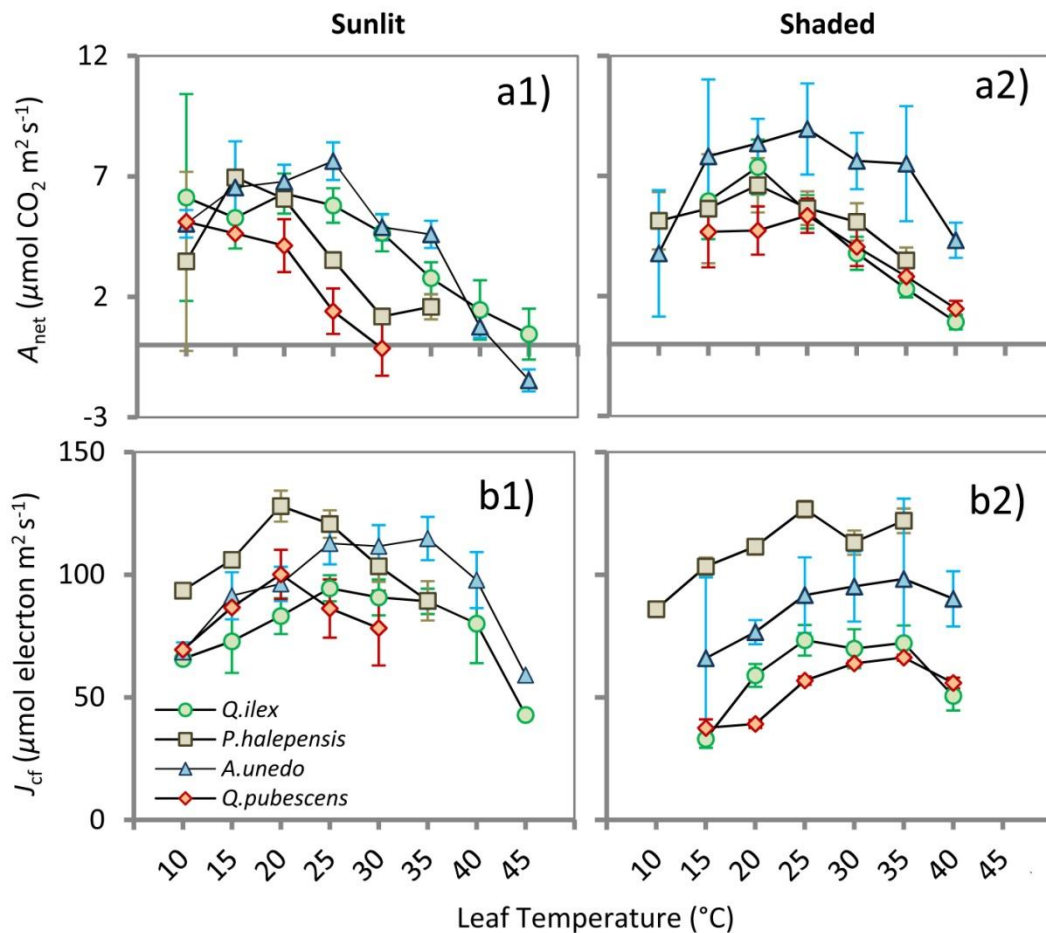 Sunlit
Shaded
12
7
2
-3
A_net (µmol CO₂ m² s⁻¹)
a1)
a2)
150
100
50
0
J_cf (µmol elecrton m² s⁻¹)
b1)
b2)
Q.ilex
P.halepensis
A.unedo
Q.pubescens
10 15 20 25 30 35 40 45
10 15 20 25 30 35 40 45
Leaf Temperature (°C)